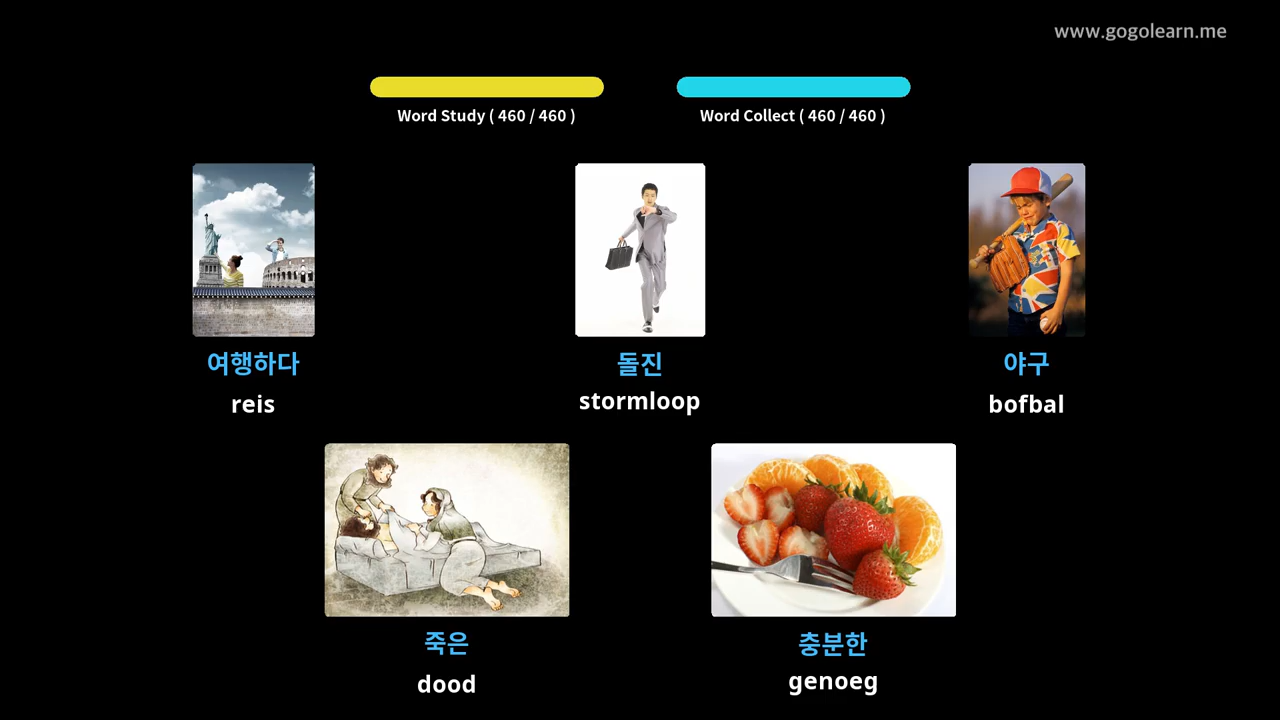 www.gogolearn.me
Word Study ( 460 / 460 )
Word Collect ( 460 / 460 )
여행하다
reis
돌진
stormloop
야구
bofbal
죽은
dood
충분한
genoeg